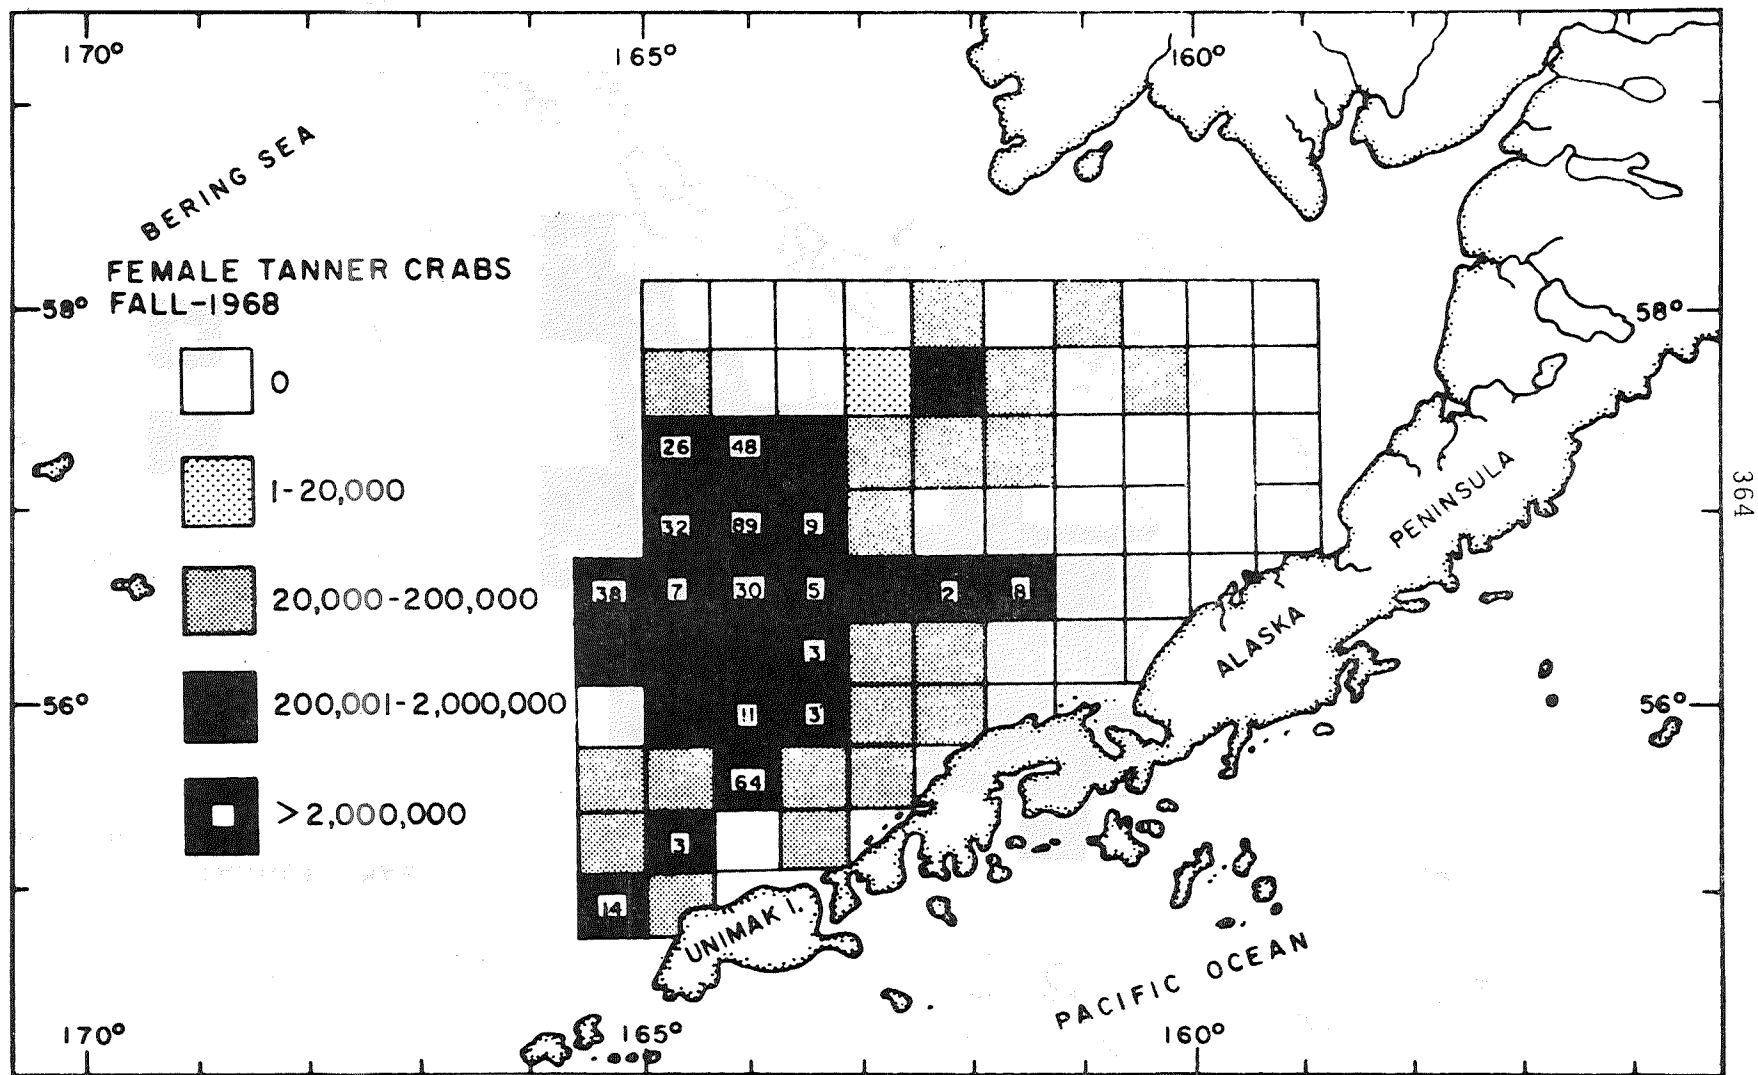 170° 165° 160°
BERING SEA
FEMALE TANNER CRABS
FALL-1968
58° 58°
0
1-20,000
20,000-200,000
200,001-2,000,000
>2,000,000
26 48
32 89 9
38 7 30 5 2 8
3
11 3
64
3
14
56° 56°
ALASKA PENINSULA
UNIMAK I.
PACIFIC OCEAN
170° 165° 160°
364